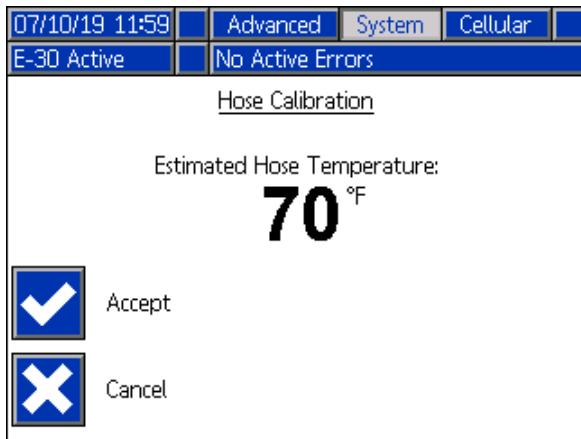 07/10/19 11:59 Advanced System Cellular
E-30 Active No Active Errors
Hose Calibration
Estimated Hose Temperature:
70 °F
Accept
Cancel